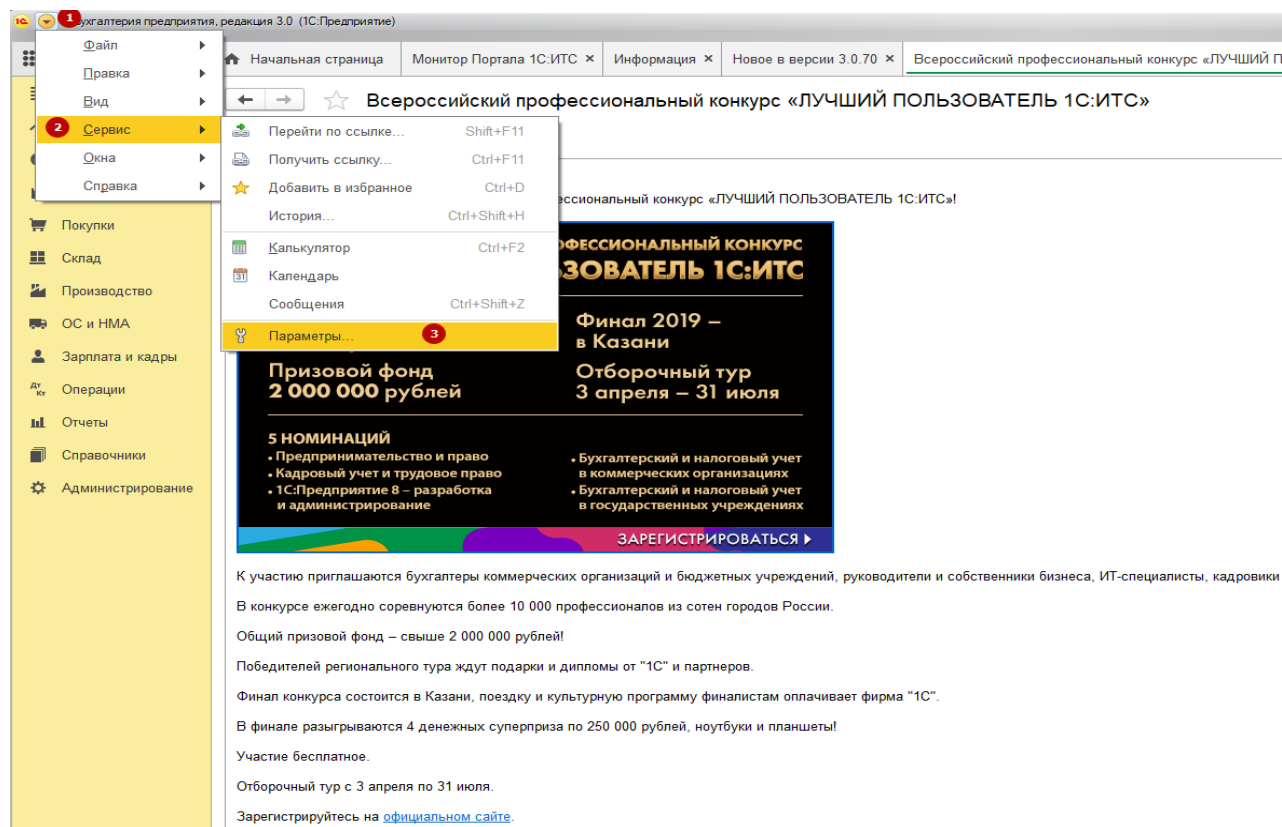 1С 1 ухгалтерия предприятия, редакция 3.0 (1С:Предприятие)
Файл
Правка
Вид
2 Сервис
Окна
Справка
Начальная страница
Монитор Портала 1С:ИТС ×
Информация ×
Новое в версии 3.0.70 ×
Всероссийский профессиональный конкурс «ЛУЧШИЙ П
Всероссийский профессиональный конкурс «ЛУЧШИЙ ПОЛЬЗОВАТЕЛЬ 1С:ИТС»
Перейти по ссылке... Shift+F11
Получить ссылку... Ctrl+F11
Добавить в избранное Ctrl+D
История... Ctrl+Shift+H
Калькулятор Ctrl+F2
31 Календарь
Сообщения Ctrl+Shift+Z
Параметры... 3
Покупки
Склад
Производство
ОС и НМА
Зарплата и кадры
Дт Кт Операции
Отчеты
Справочники
Администрирование
ссиональный конкурс «ЛУЧШИЙ ПОЛЬЗОВАТЕЛЬ 1С:ИТС»!
ОФЕССИОНАЛЬНЫЙ КОНКУРС
ЗОВАТЕЛЬ 1С:ИТС
Финал 2019 –
в Казани
Призовой фонд
2 000 000 рублей
Отборочный тур
3 апреля – 31 июля
5 НОМИНАЦИЙ
• Предпринимательство и право
• Кадровый учет и трудовое право
• 1С:Предприятие 8 – разработка
и администрирование
• Бухгалтерский и налоговый учет
в коммерческих организациях
• Бухгалтерский и налоговый учет
в государственных учреждениях
ЗАРЕГИСТРИРОВАТЬСЯ
К участию приглашаются бухгалтеры коммерческих организаций и бюджетных учреждений, руководители и собственники бизнеса, ИТ-специалисты, кадровики
В конкурсе ежегодно соревнуются более 10 000 профессионалов из сотен городов России.
Общий призовой фонд – свыше 2 000 000 рублей!
Победителей регионального тура ждут подарки и дипломы от "1С" и партнеров.
Финал конкурса состоится в Казани, поездку и культурную программу финалистам оплачивает фирма "1С".
В финале разыгрываются 4 денежных суперприза по 250 000 рублей, ноутбуки и планшеты!
Участие бесплатное.
Отборочный тур с 3 апреля по 31 июля.
Зарегистрируйтесь на официальном сайте.